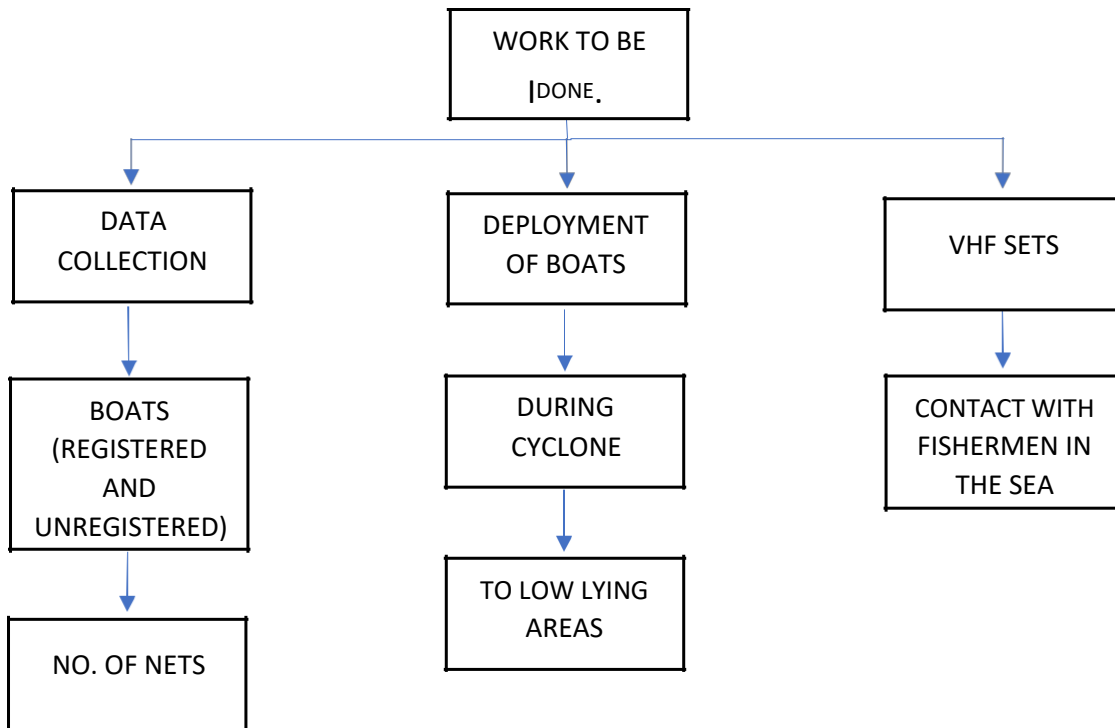 WORK TO BE
IDONE.
DATA
COLLECTION
DEPLOYMENT
OF BOATS
VHF SETS
BOATS
(REGISTERED
AND
UNREGISTERED)
DURING
CYCLONE
CONTACT WITH
FISHERMEN IN
THE SEA
TO LOW LYING
AREAS
NO. OF NETS